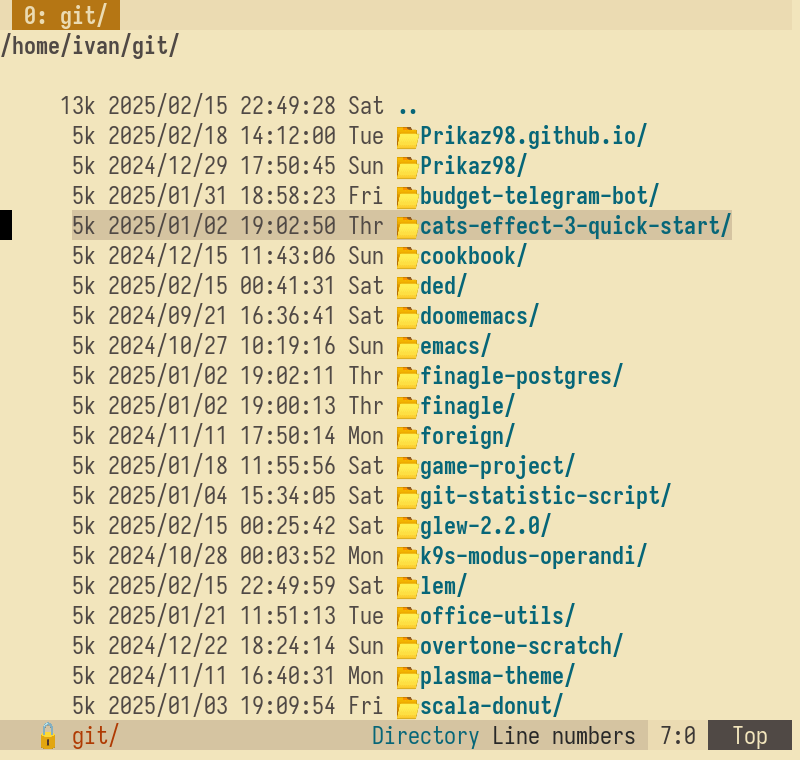 0: git/
/home/ivan/git/
13k 2025/02/15 22:49:28 Sat ..
5k 2025/02/18 14:12:00 Tue Prikaz98.github.io/
5k 2024/12/29 17:50:45 Sun Prikaz98/
5k 2025/01/31 18:58:23 Fri budget-telegram-bot/
5k 2025/01/02 19:02:50 Thr cats-effect-3-quick-start/
5k 2024/12/15 11:43:06 Sun cookbook/
5k 2025/02/15 00:41:31 Sat ded/
5k 2024/09/21 16:36:41 Sat doomemacs/
5k 2024/10/27 10:19:16 Sun emacs/
5k 2025/01/02 19:02:11 Thr finagle-postgres/
5k 2025/01/02 19:00:13 Thr finagle/
5k 2024/11/11 17:50:14 Mon foreign/
5k 2025/01/18 11:55:56 Sat game-project/
5k 2025/01/04 15:34:05 Sat git-statistic-script/
5k 2025/02/15 00:25:42 Sat glew-2.2.0/
5k 2024/10/28 00:03:52 Mon k9s-modus-operandi/
5k 2025/02/15 22:49:59 Sat lem/
5k 2025/01/21 11:51:13 Tue office-utils/
5k 2024/12/22 18:24:14 Sun overtone-scratch/
5k 2024/11/11 16:40:31 Mon plasma-theme/
5k 2025/01/03 19:09:54 Fri scala-donut/
git/ Directory Line numbers 7:0 Top